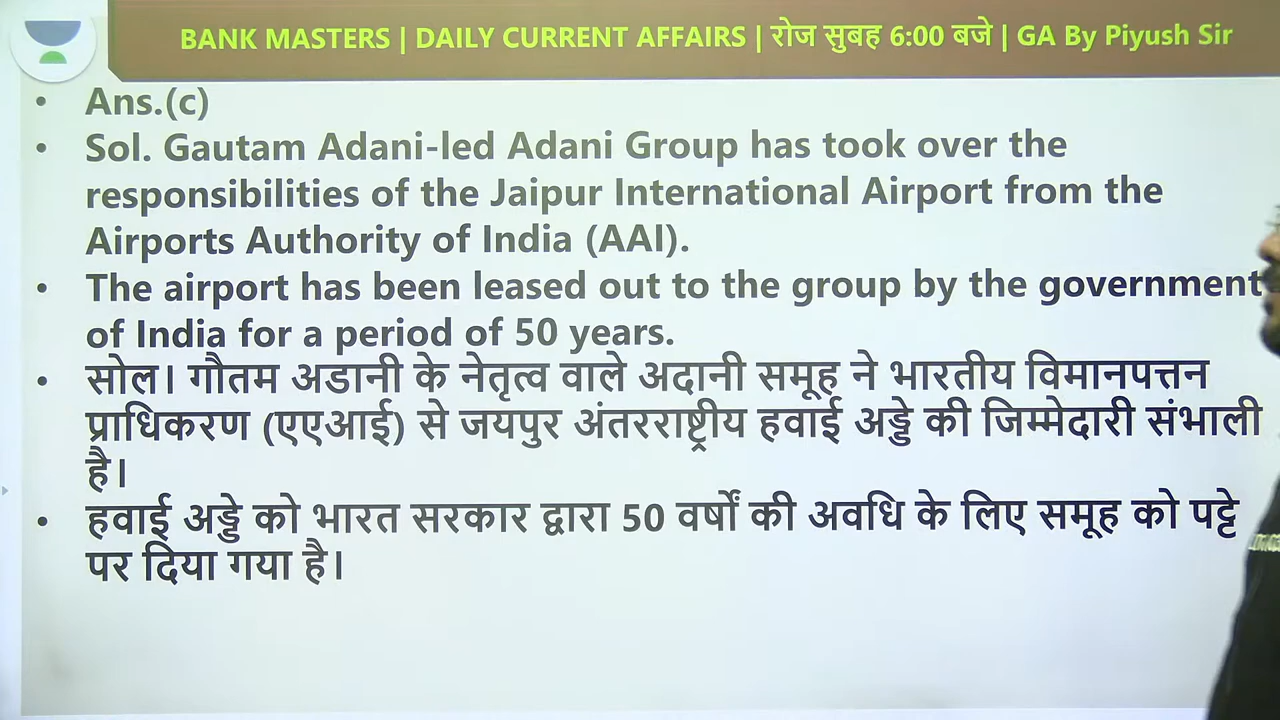 BANK MASTERS | DAILY CURRENT AFFAIRS | रोज सुबह 6:00 बजे | GA By Piyush Sir
• Ans.(c)
• Sol. Gautam Adani-led Adani Group has took over the
responsibilities of the Jaipur International Airport from the
Airports Authority of India (AAI).
• The airport has been leased out to the group by the government
of India for a period of 50 years.
• सोल। गौतम अडानी के नेतृत्व वाले अदानी समूह ने भारतीय विमानपत्तन
प्राधिकरण (एएआई) से जयपुर अंतरराष्ट्रीय हवाई अड्डे की जिम्मेदारी संभाली
है।
• हवाई अड्डे को भारत सरकार द्वारा 50 वर्षों की अवधि के लिए समूह को पट्टे
पर दिया गया है।